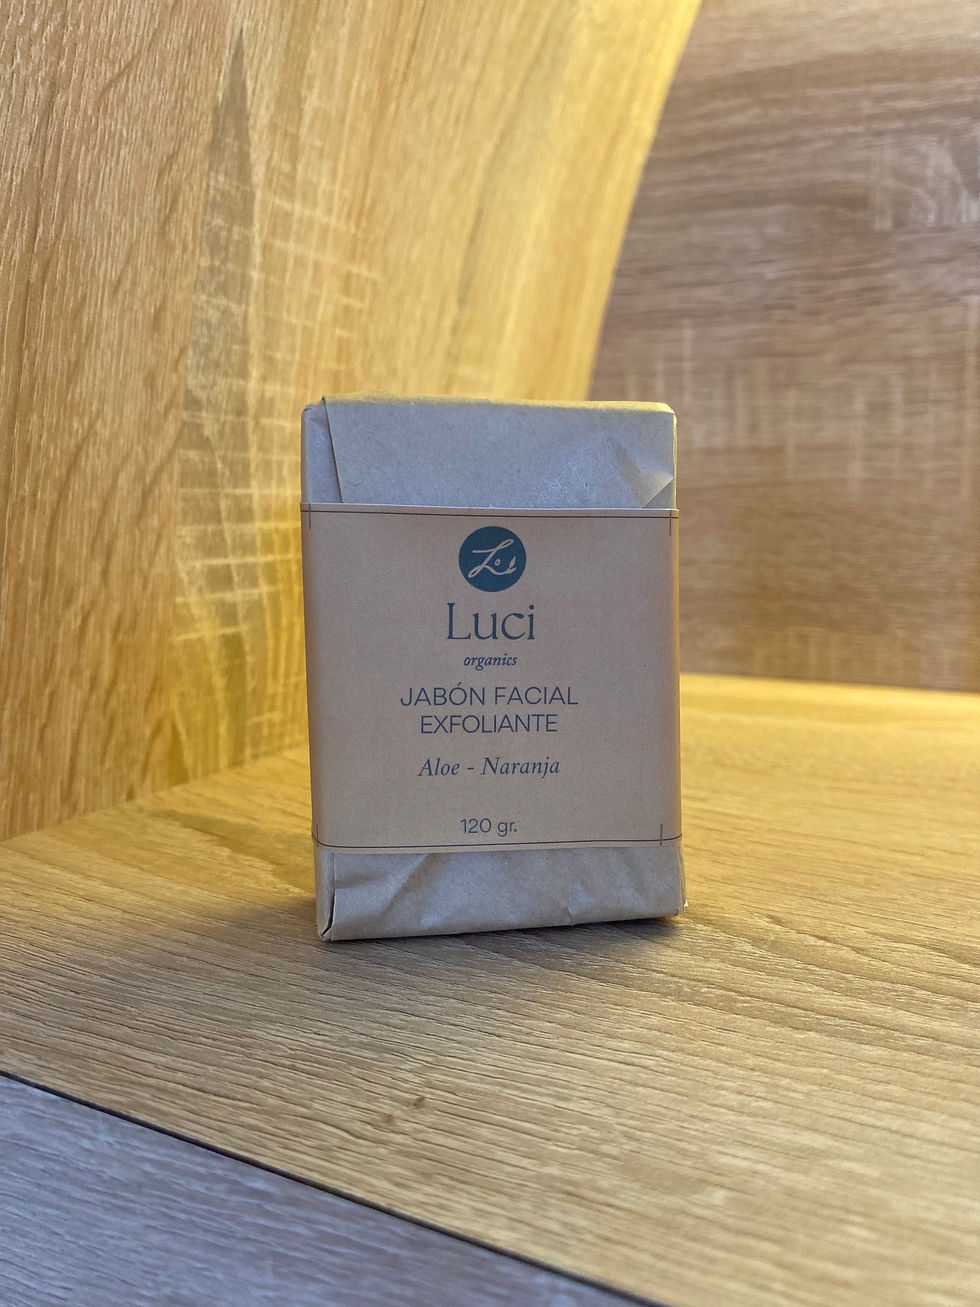 Luci
organics
JABÓN FACIAL
EXFOLIANTE
Aloe - Naranja
120 gr.